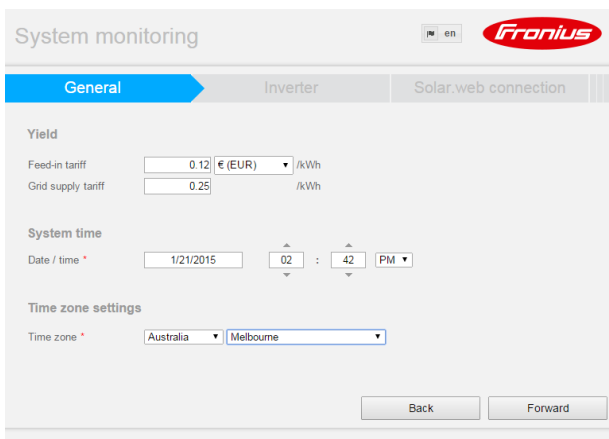 System monitoring
en
Fronius
General
Inverter
Solar.web connection
Yield
Feed-in tariff 0.12 € (EUR) /kWh
Grid supply tariff 0.25 /kWh
System time
Date / time * 1/21/2015 02 : 42 PM
Time zone settings
Time zone * Australia Melbourne
Back
Forward